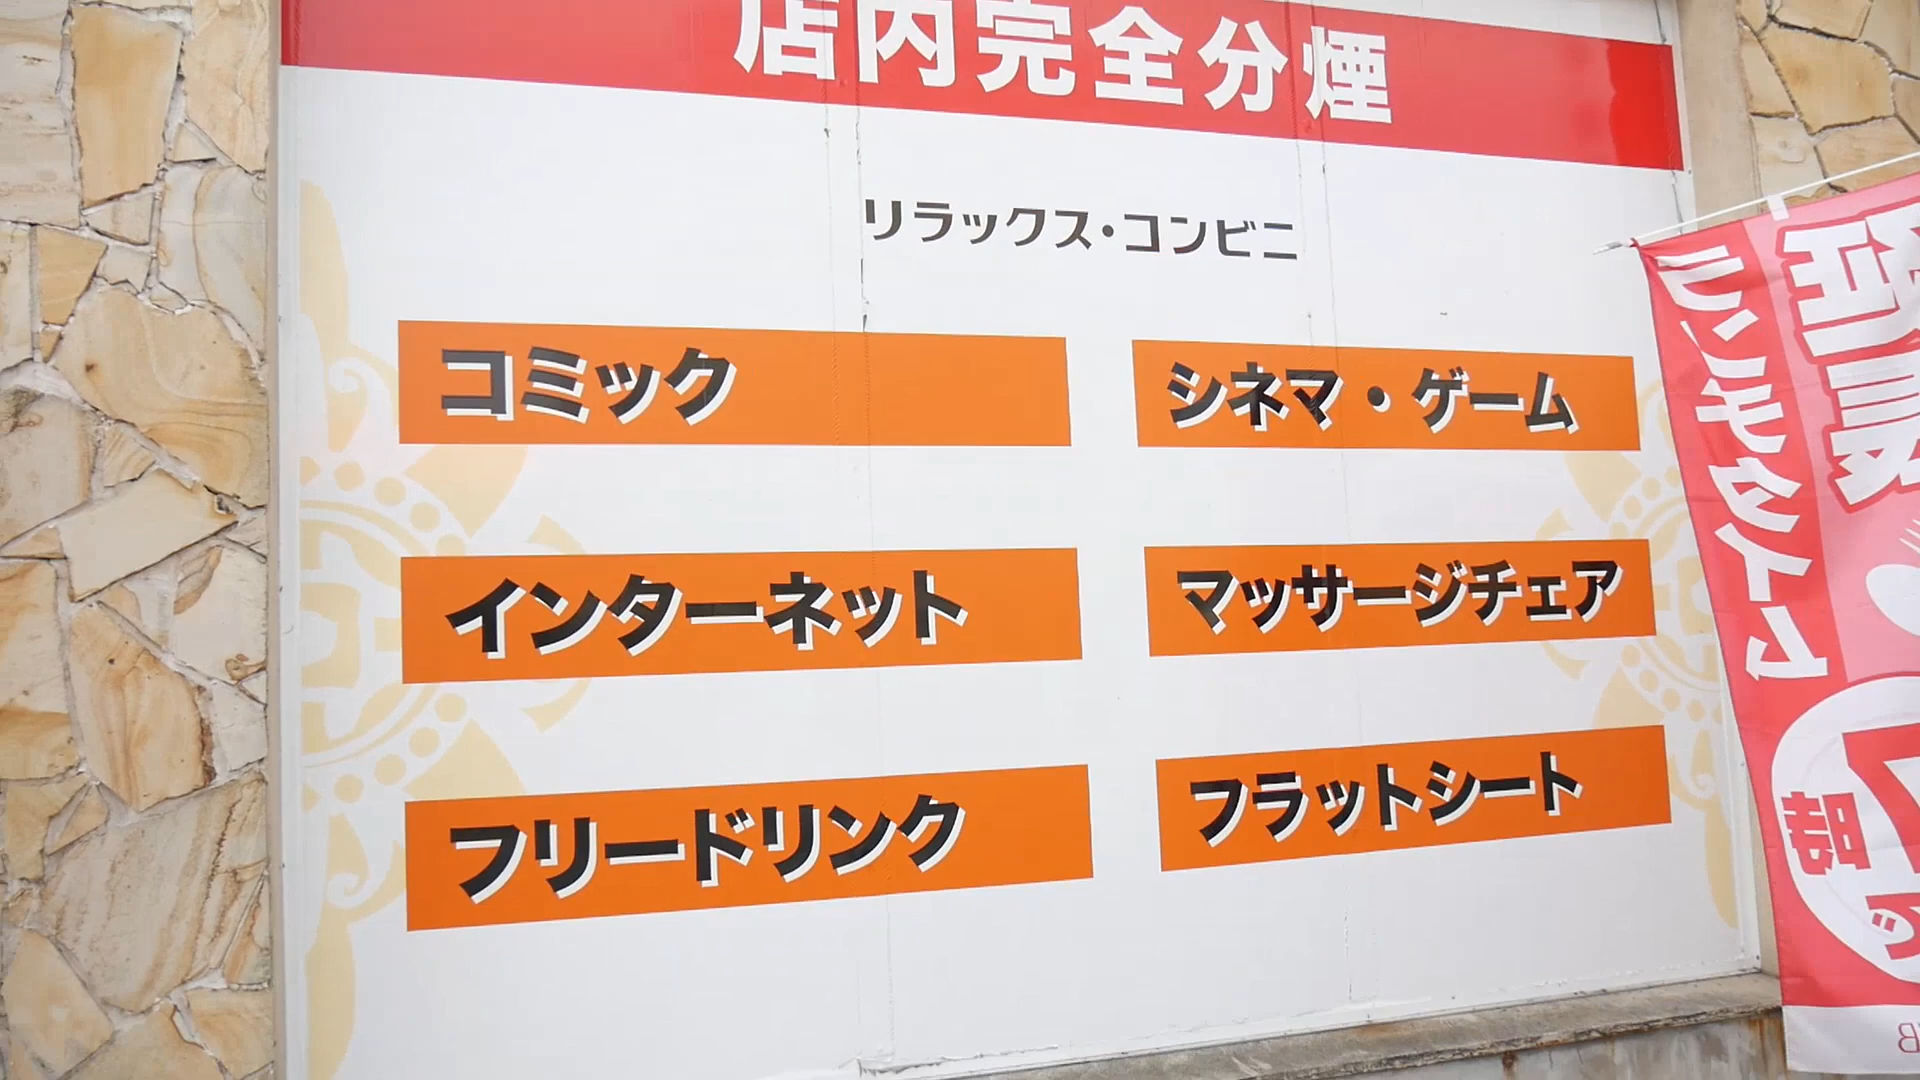 店内完全分煙
リラックス・コンビニ
コミック
シネマ・ゲーム
インターネット
マッサージチェア
フリードリンク
フラットシート